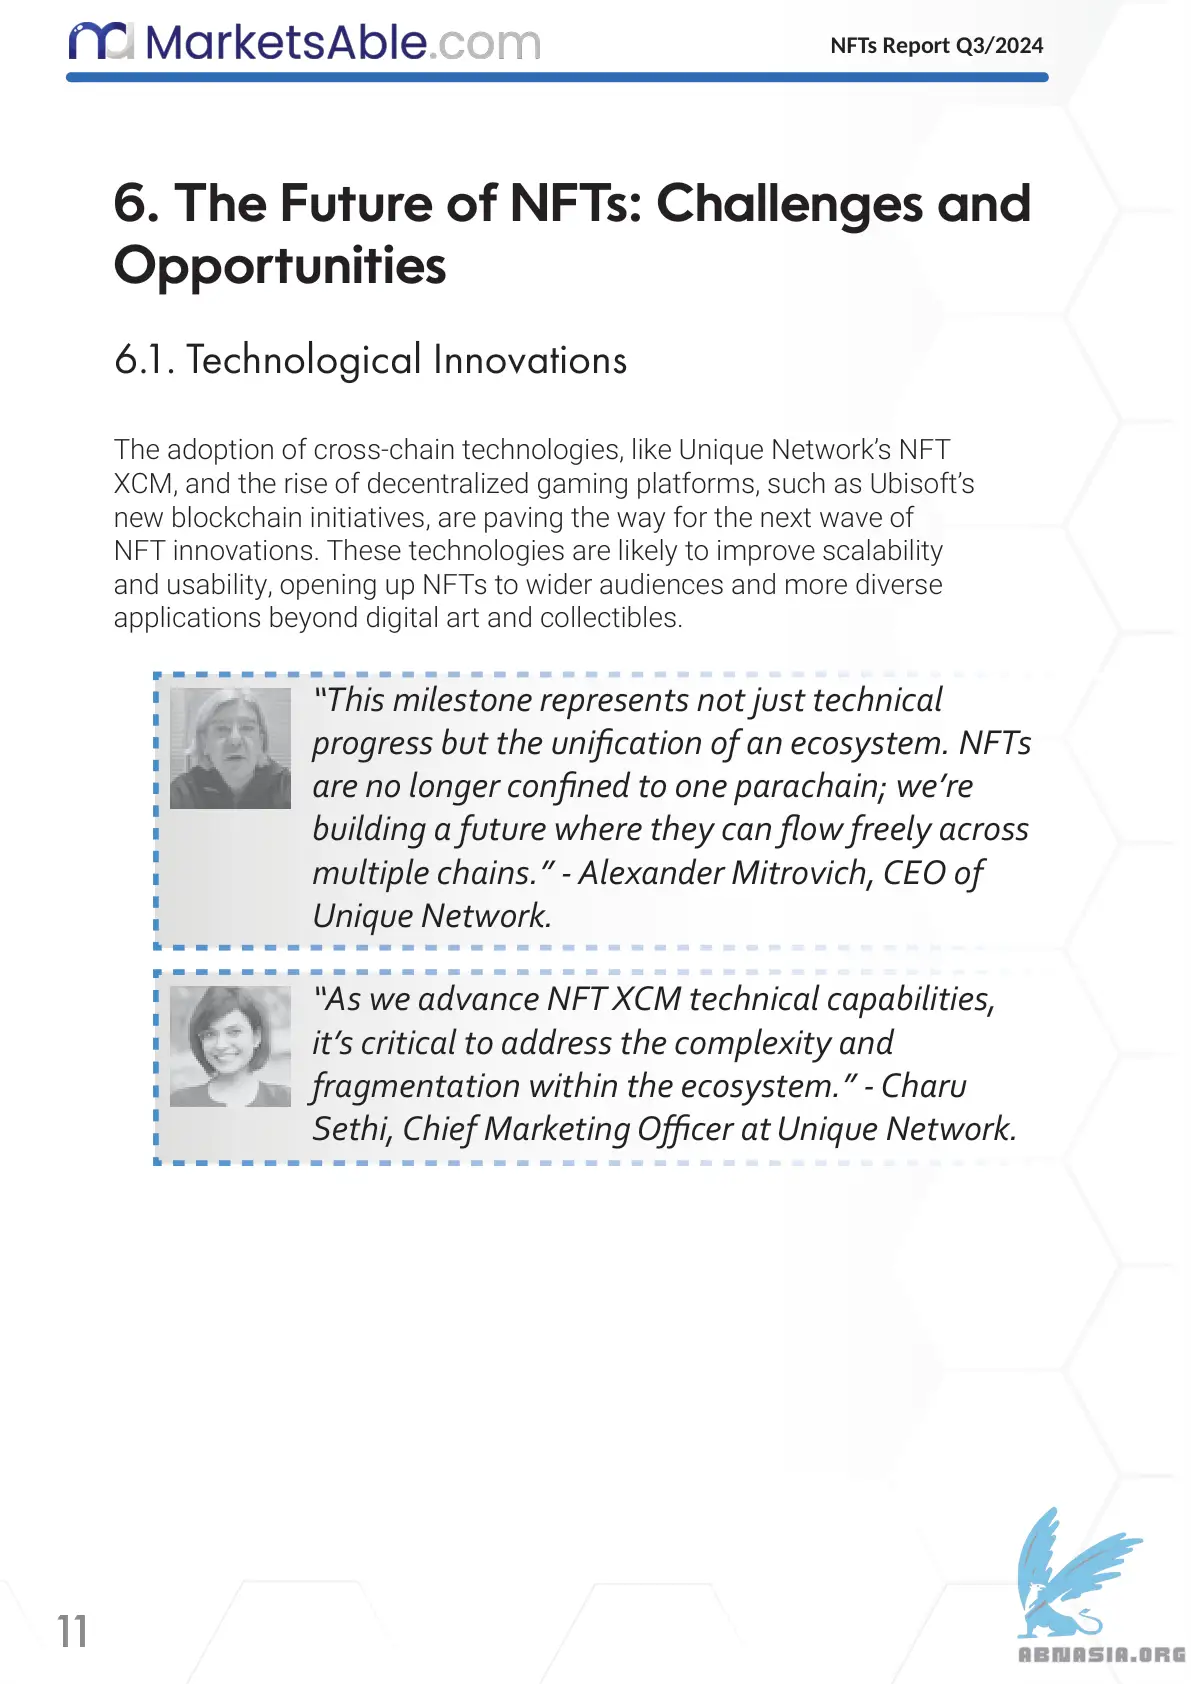 MarketsAble.com
NFTs Report Q3/2024
6. The Future of NFTs: Challenges and
Opportunities
6.1. Technological Innovations
The adoption of cross-chain technologies, like Unique Network’s NFT
XCM, and the rise of decentralized gaming platforms, such as Ubisoft’s
new blockchain initiatives, are paving the way for the next wave of
NFT innovations. These technologies are likely to improve scalability
and usability, opening up NFTs to wider audiences and more diverse
applications beyond digital art and collectibles.
“This milestone represents not just technical
progress but the unification of an ecosystem. NFTs
are no longer confined to one parachain; we’re
building a future where they can flow freely across
multiple chains.” - Alexander Mitrovich, CEO of
Unique Network.
“As we advance NFT XCM technical capabilities,
it’s critical to address the complexity and
fragmentation within the ecosystem.” - Charu
Sethi, Chief Marketing Officer at Unique Network.
11
ABNASIA.ORG